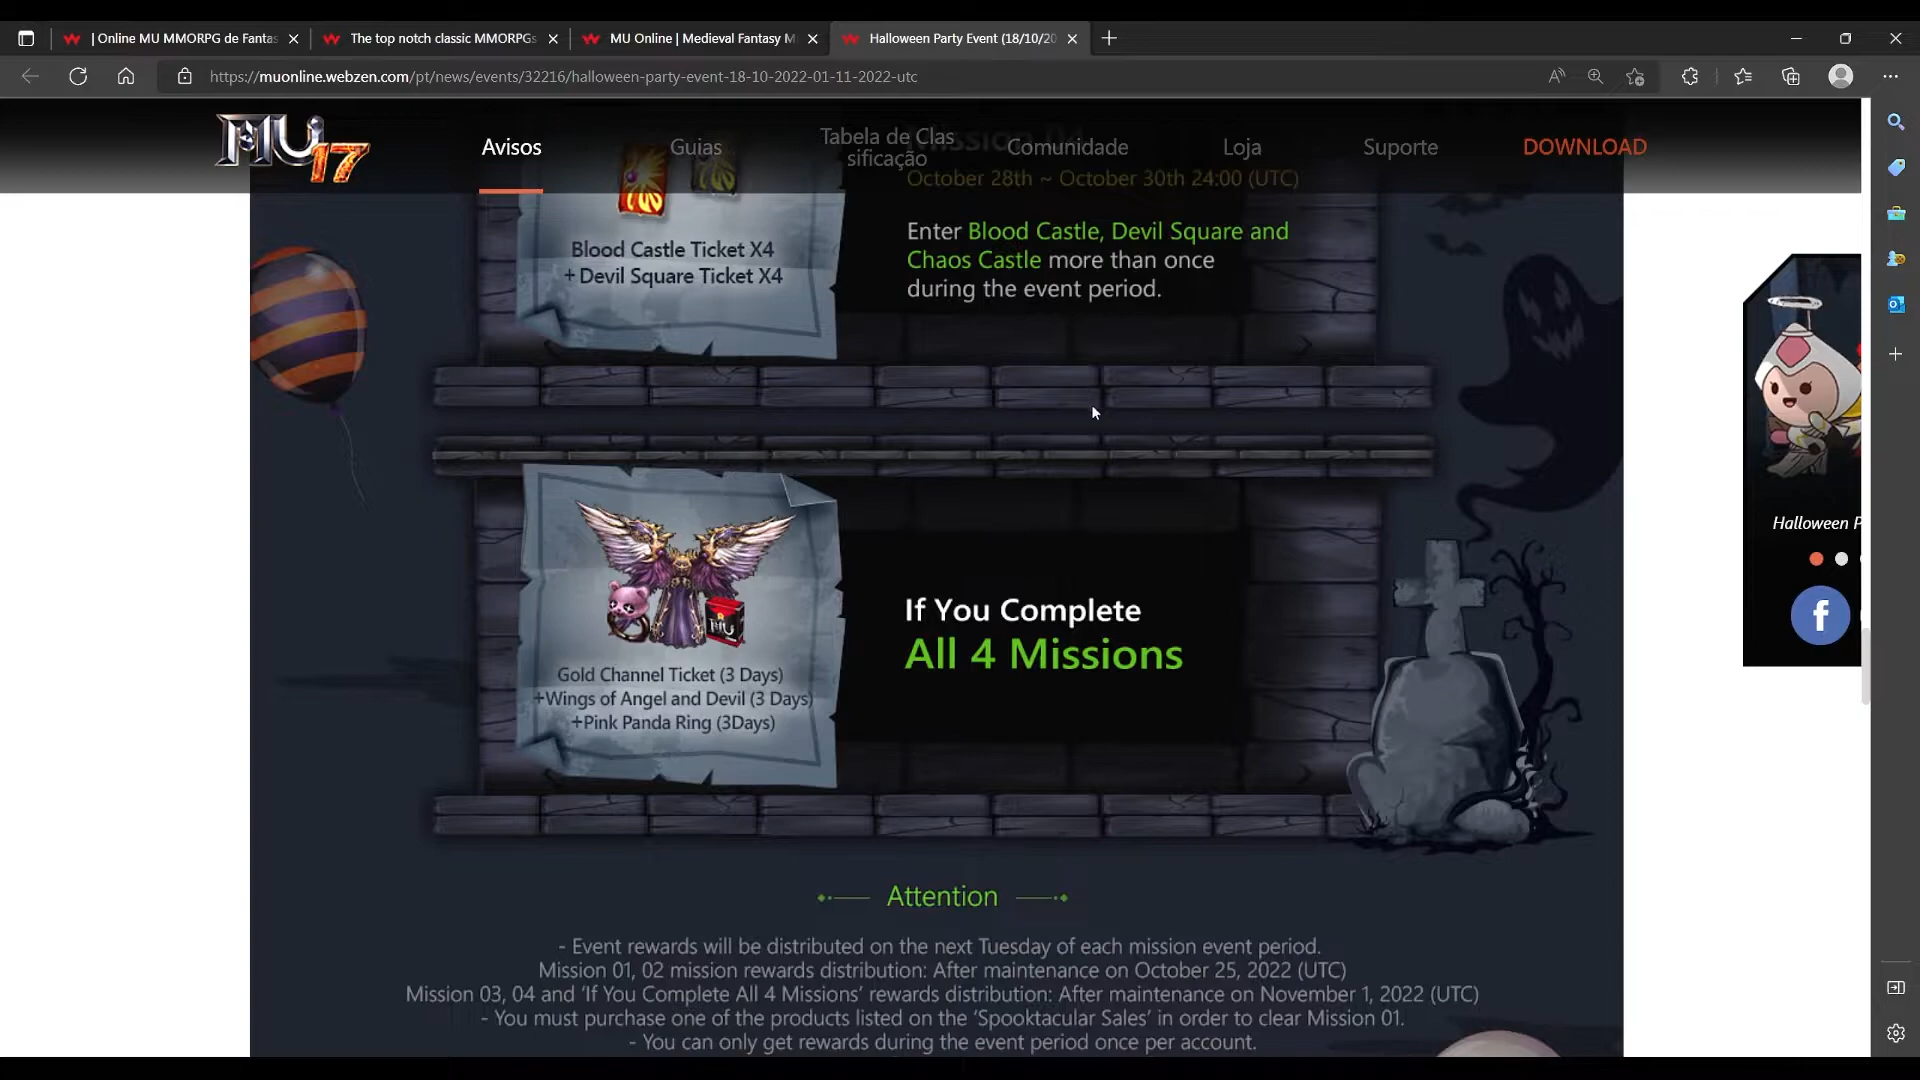 | Online MU MMORPG de Fantas
The top notch classic MMORPGs
MU Online | Medieval Fantasy M
Halloween Party Event (18/10/20
https://muonline.webzen.com/pt/news/events/32216/halloween-party-event-18-10-2022-01-11-2022-utc
MU 17
Avisos
Guias
Tabela de Clas
sificação
Comunidade
Loja
Suporte
DOWNLOAD
Mission 04
October 28th ~ October 30th 24:00 (UTC)
Blood Castle Ticket X4
+ Devil Square Ticket X4
Enter Blood Castle, Devil Square and
Chaos Castle more than once
during the event period.
MU
Gold Channel Ticket (3 Days)
+Wings of Angel and Devil (3 Days)
+Pink Panda Ring (3Days)
If You Complete
All 4 Missions
Halloween P
f
Attention
- Event rewards will be distributed on the next Tuesday of each mission event period.
Mission 01, 02 mission rewards distribution: After maintenance on October 25, 2022 (UTC)
Mission 03, 04 and ‘If You Complete All 4 Missions’ rewards distribution: After maintenance on November 1, 2022 (UTC)
- You must purchase one of the products listed on the ‘Spooktacular Sales’ in order to clear Mission 01.
- You can only get rewards during the event period once per account.